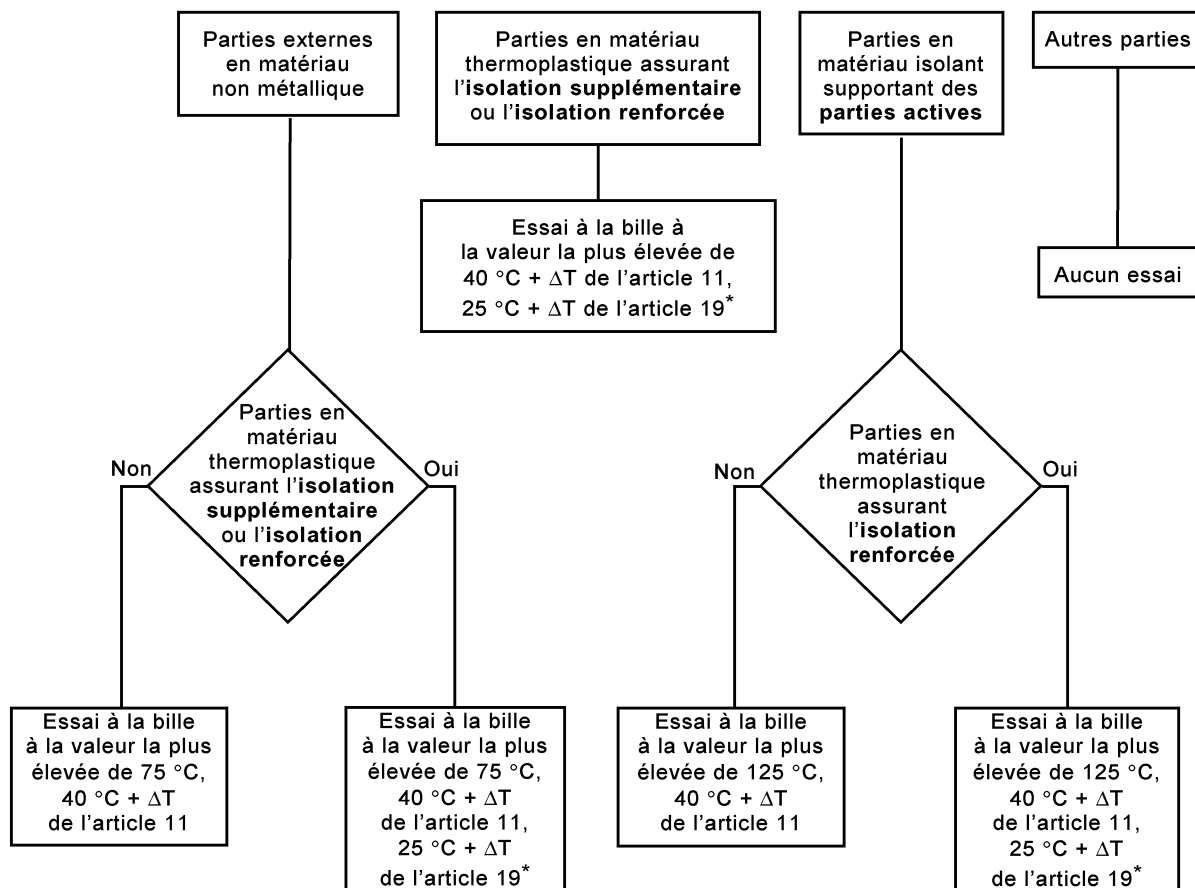 Parties externes
en matériau
non métallique
Parties en matériau
thermoplastique assurant
l'isolation supplémentaire
ou l'isolation renforcée
Parties en
matériau isolant
supportant des
parties actives
Autres parties
Essai à la bille à
la valeur la plus élevée de
40 °C + ΔT de l'article 11,
25 °C + ΔT de l'article 19*
Aucun essai
Parties en
matériau
thermoplastique
assurant l'isolation
supplémentaire
ou l'isolation
renforcée
Non
Oui
Parties en
matériau
thermoplastique
assurant
l'isolation
renforcée
Non
Oui
Essai à la bille
à la valeur la plus
élevée de 75 °C,
40 °C + ΔT
de l'article 11
Essai à la bille
à la valeur la plus
élevée de 75 °C,
40 °C + ΔT
de l'article 11,
25 °C + ΔT
de l'article 19*
Essai à la bille
à la valeur la plus
élevée de 125 °C,
40 °C + ΔT
de l'article 11
Essai à la bille
à la valeur la plus
élevée de 125 °C,
40 °C + ΔT
de l'article 11,
25 °C + ΔT
de l'article 19*